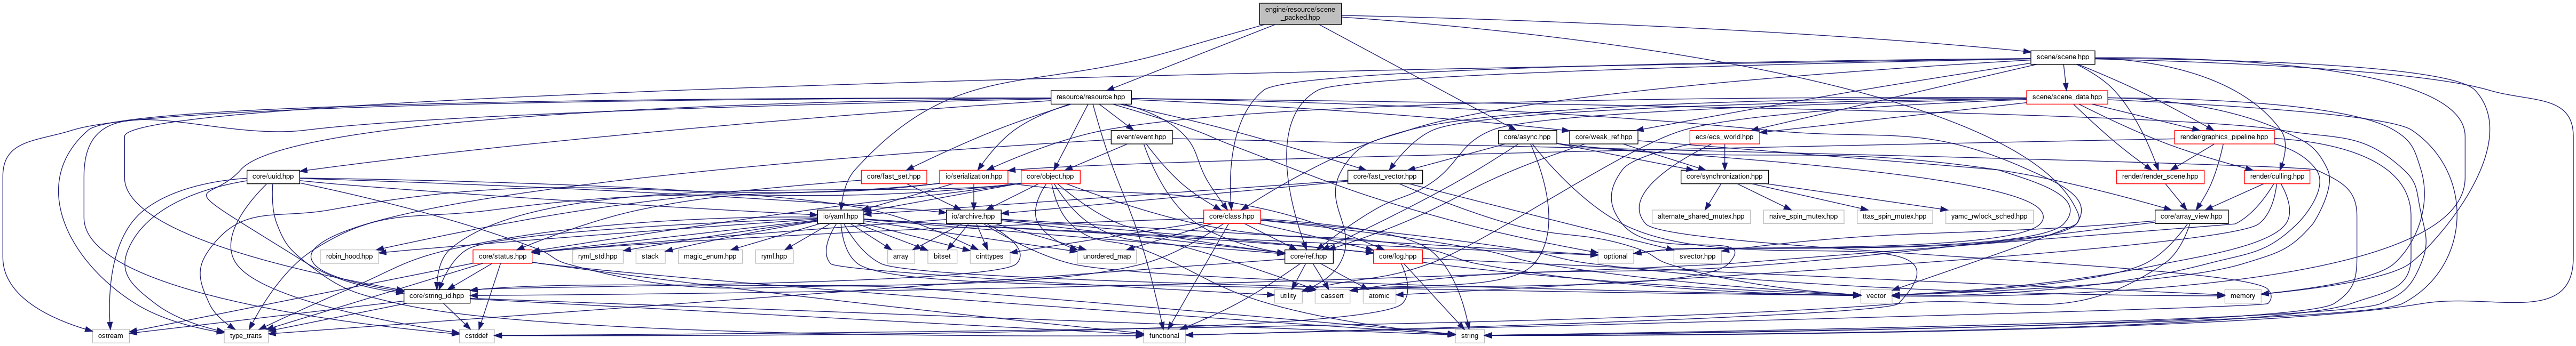 engine/resource/scene
_packed.hpp
scene/scene.hpp
resource/resource.hpp
scene/scene_data.hpp
event/event.hpp
core/async.hpp
core/weak_ref.hpp
ecs/ecs_world.hpp
render/graphics_pipeline.hpp
core/uuid.hpp
core/fast_set.hpp
io/serialization.hpp
core/object.hpp
core/fast_vector.hpp
core/synchronization.hpp
render/render_scene.hpp
render/culling.hpp
io/yaml.hpp
io/archive.hpp
core/class.hpp
alternate_shared_mutex.hpp
naive_spin_mutex.hpp
ttas_spin_mutex.hpp
yamc_rwlock_sched.hpp
core/array_view.hpp
robin_hood.hpp
core/status.hpp
ryml_std.hpp
stack
magic_enum.hpp
ryml.hpp
array
bitset
cinttypes
unordered_map
core/ref.hpp
core/log.hpp
optional
svector.hpp
core/string_id.hpp
utility
cassert
atomic
vector
memory
ostream
type_traits
cstddef
functional
string